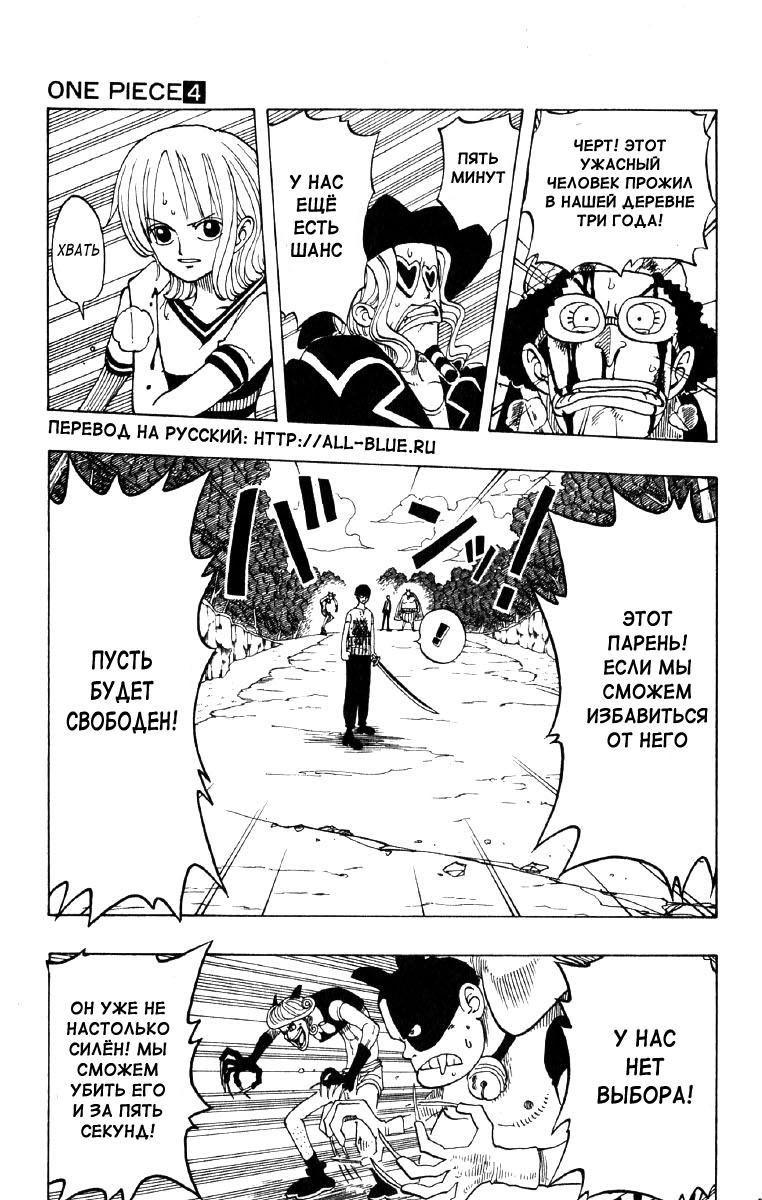 ONE PIECE 4
ЧЕРТ! ЭТОТ
УЖАСНЫЙ
ЧЕЛОВЕК ПРОЖИЛ
В НАШЕЙ ДЕРЕВНЕ
ТРИ ГОДА!
ПЯТЬ
МИНУТ
У НАС
ЕЩЁ
ЕСТЬ
ШАНС
ХВАТЬ
ПЕРЕВОД НА РУССКИЙ: HTTP://ALL-BLUE.RU
バン!!
!
ЭТОТ
ПАРЕНЬ!
ЕСЛИ МЫ
СМОЖЕМ
ИЗБАВИТЬСЯ
ОТ НЕГО
ПУСТЬ
БУДЕТ
СВОБОДЕН!
У НАС
НЕТ
ВЫБОРА!
ОН УЖЕ НЕ
НАСТОЛЬКО
СИЛЁН! МЫ
СМОЖЕМ
УБИТЬ ЕГО
И ЗА ПЯТЬ
СЕКУНД!